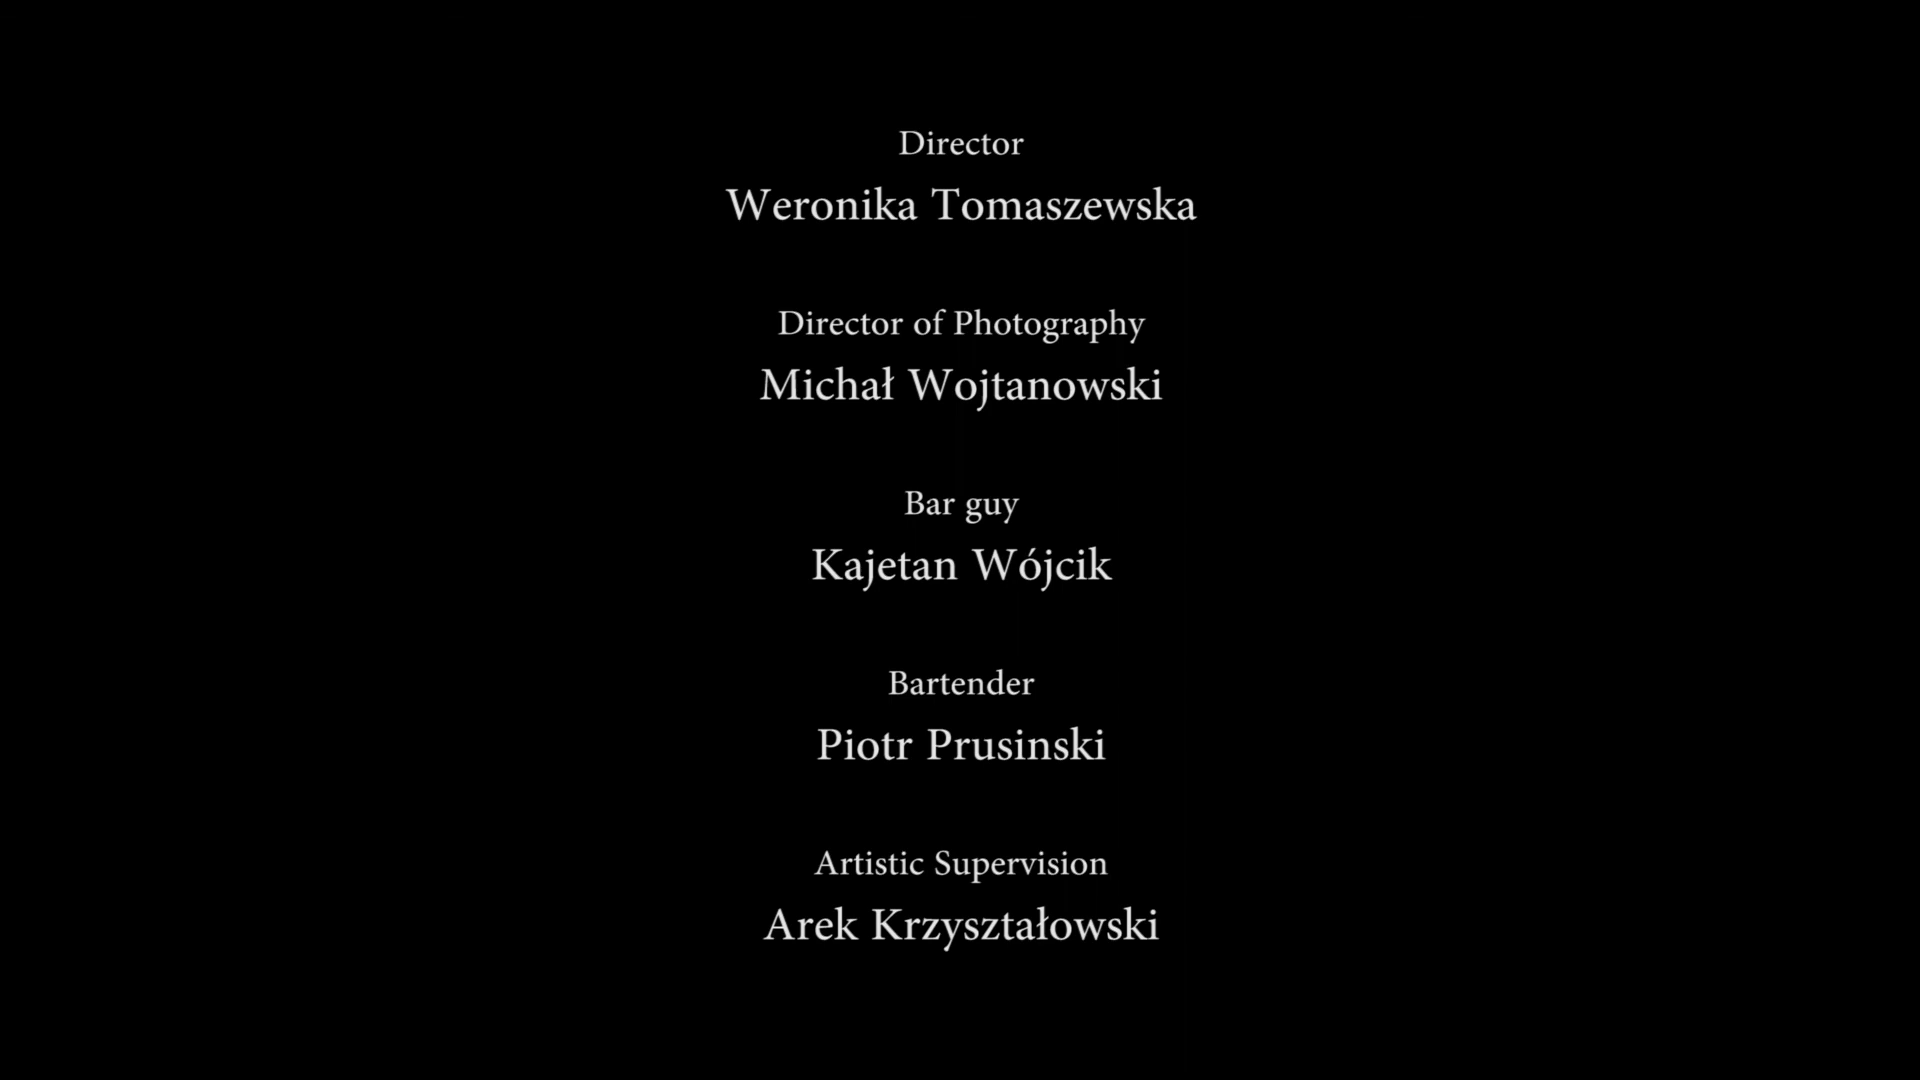 Director
Weronika Tomaszewska
Director of Photography
Michał Wojtanowski
Bar guy
Kajetan Wójcik
Bartender
Piotr Prusinski
Artistic Supervision
Arek Krzyształowski